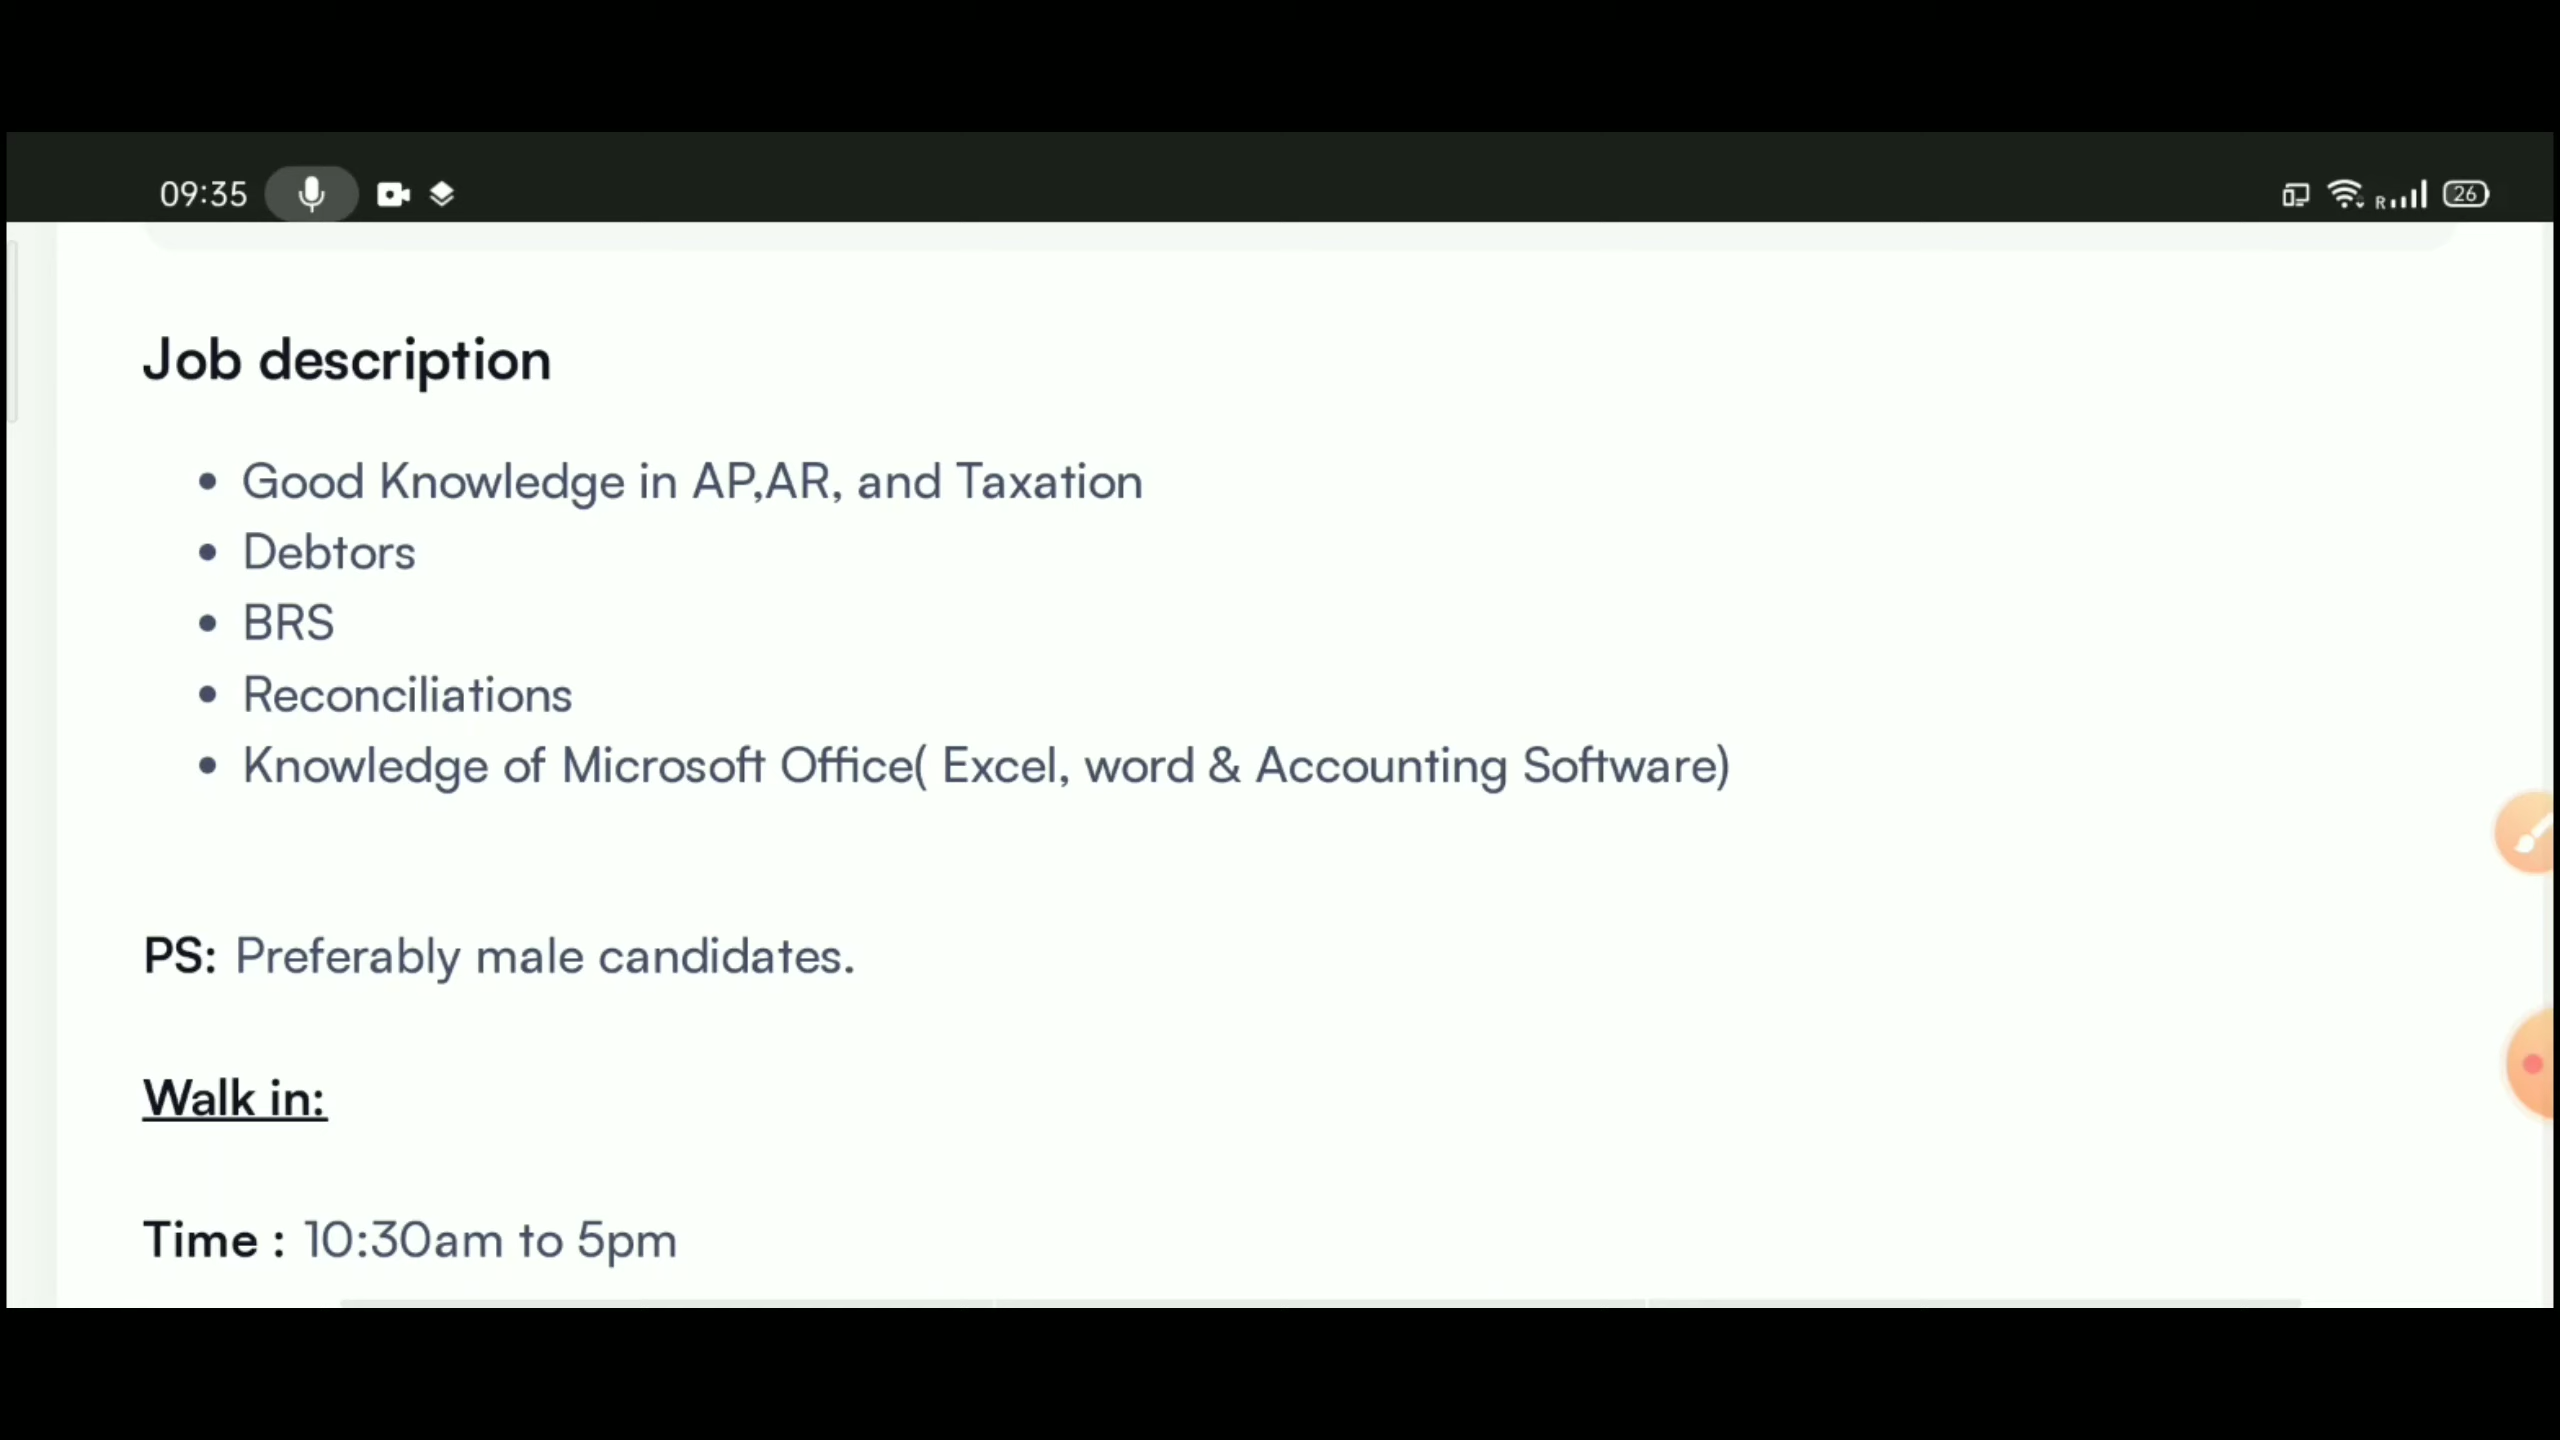 09:35
R
26
Job description
• Good Knowledge in AP,AR, and Taxation
• Debtors
• BRS
• Reconciliations
• Knowledge of Microsoft Office( Excel, word & Accounting Software)
PS: Preferably male candidates.
Walk in:
Time : 10:30am to 5pm